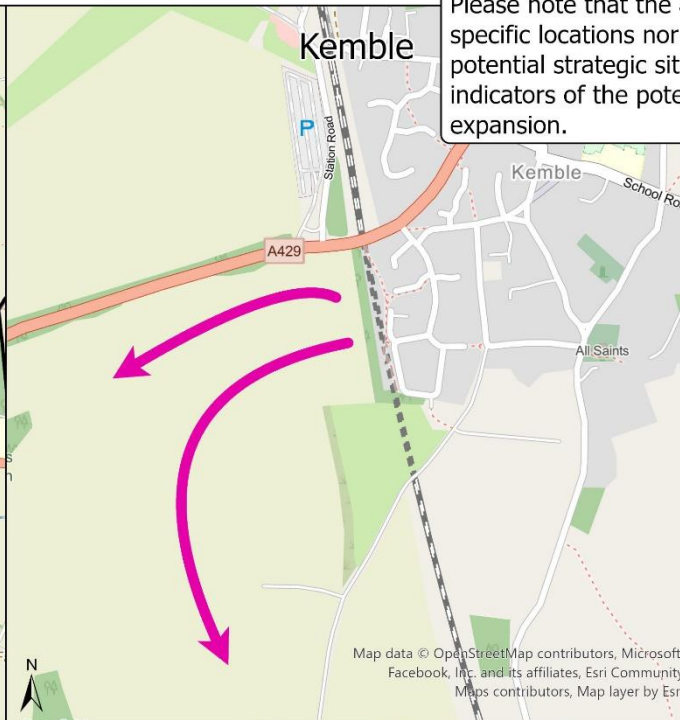 Please note that the
specific locations nor
potential strategic sit
indicators of the pote
expansion.
Kemble
P
Station Road
Kemble
School Ro
A429
All Saints
s
n
N
Map data © OpenStreetMap contributors, Microsoft
Facebook, Inc. and its affiliates, Esri Community
Maps contributors, Map layer by Esr